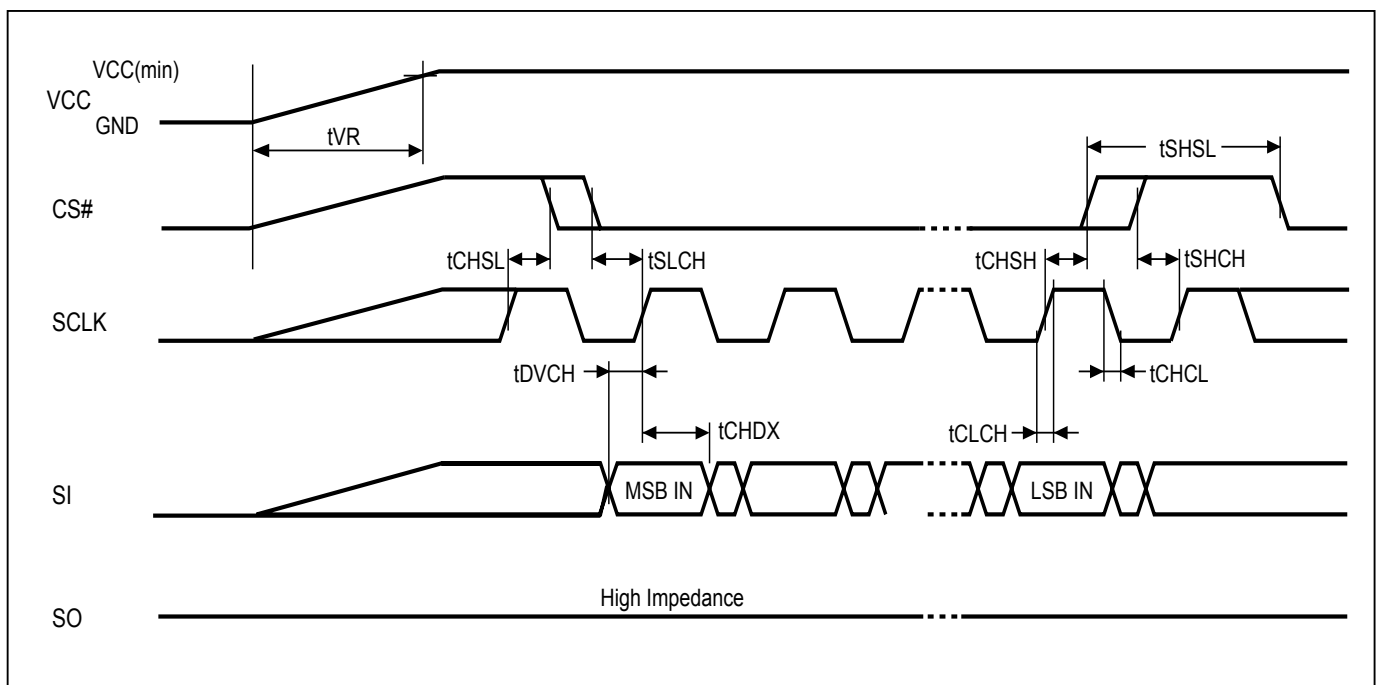 VCC(min)
VCC
GND
tVR
tSHSL
CS#
tCHSL
tSLCH
tCHSH
tSHCH
SCLK
tDVCH
tCHCL
tCHDX
tCLCH
SI
MSB IN
LSB IN
High Impedance
SO